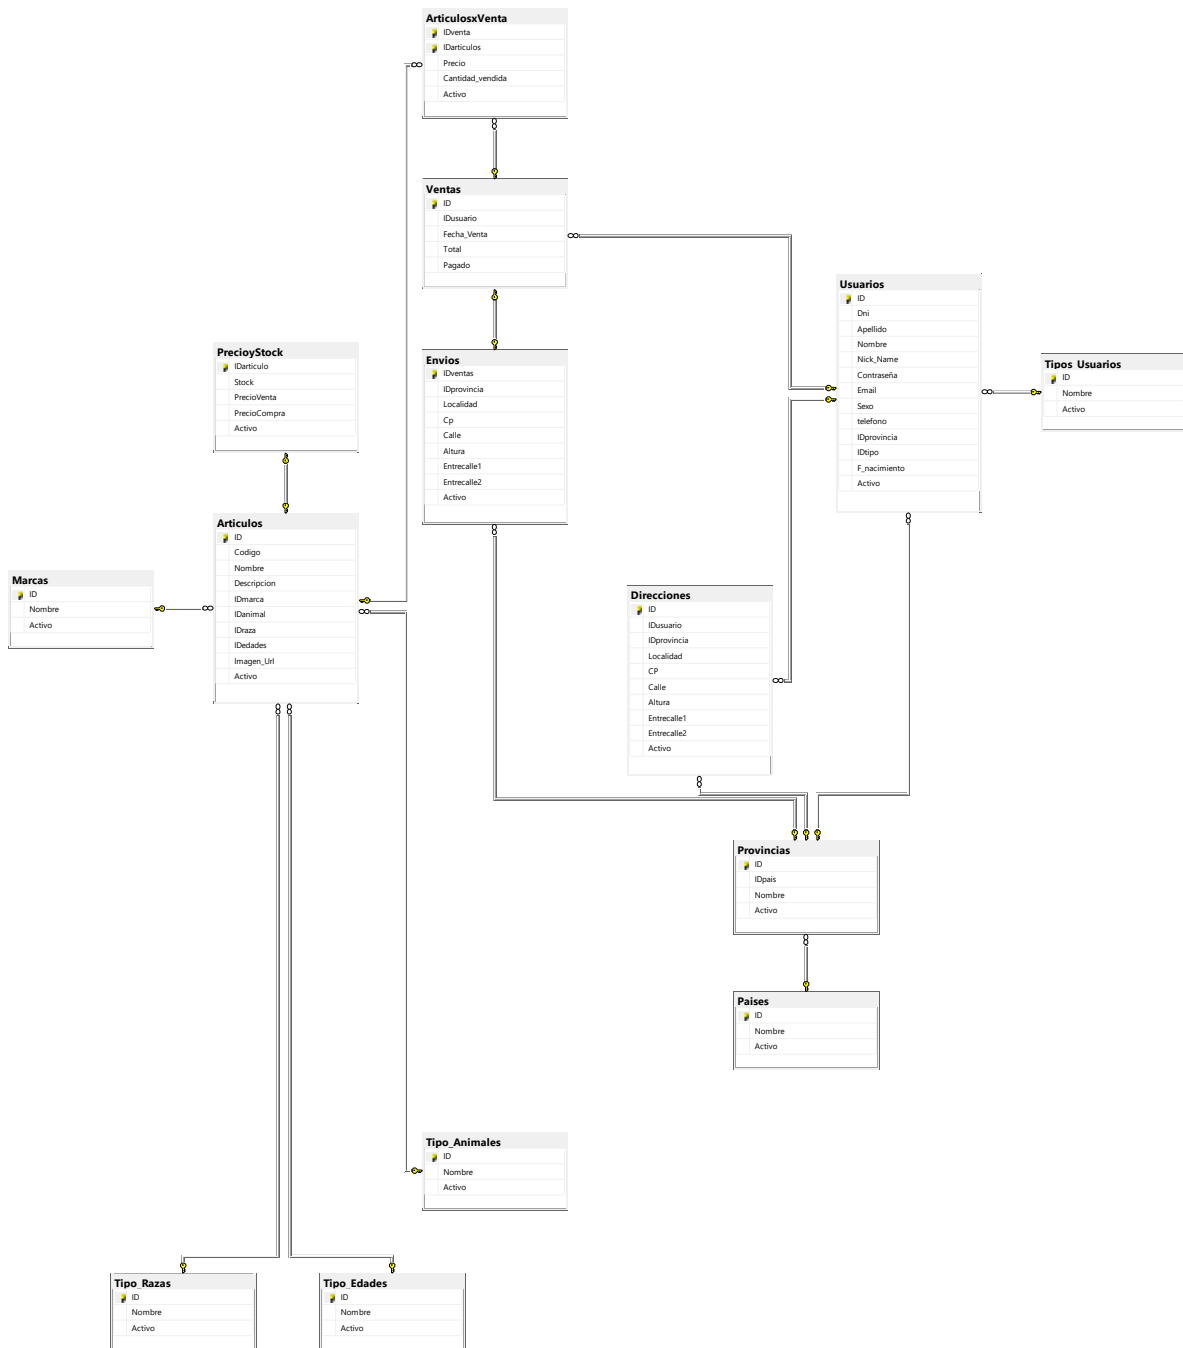 ArticulosxVenta
IDventa
IDarticulos
Precio
Cantidad_vendida
Activo
Ventas
ID
IDusuario
Fecha_Venta
Total
Pagado
Usuarios
ID
Dni
Apellido
Nombre
Nick_Name
Contraseña
Email
Sexo
telefono
IDprovincia
IDtipo
F_nacimiento
Activo
PrecioyStock
IDarticulo
Stock
PrecioVenta
PrecioCompra
Activo
Envios
IDventas
IDprovincia
Localidad
Cp
Calle
Altura
Entrecalle1
Entrecalle2
Activo
Tipos_Usuarios
ID
Nombre
Activo
Articulos
ID
Codigo
Nombre
Descripcion
IDmarca
IDanimal
IDraza
IDedades
Imagen_Url
Activo
Marcas
ID
Nombre
Activo
Direcciones
ID
IDusuario
IDprovincia
Localidad
CP
Calle
Altura
Entrecalle1
Entrecalle2
Activo
Provincias
ID
IDpais
Nombre
Activo
Paises
ID
Nombre
Activo
Tipo_Animales
ID
Nombre
Activo
Tipo_Razas
ID
Nombre
Activo
Tipo_Edades
ID
Nombre
Activo